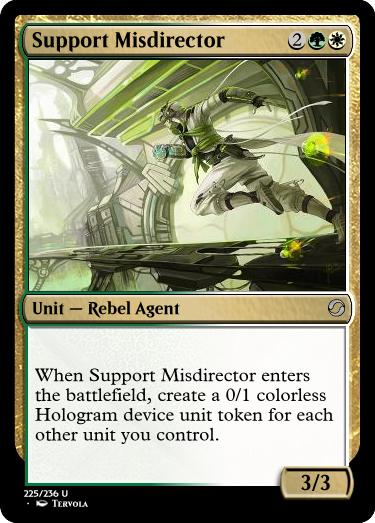 Support Misdirector 2
Unit — Rebel Agent
When Support Misdirector enters
the battlefield, create a 0/1 colorless
Hologram device unit token for each
other unit you control.
3/3
225/236 U
· Tervola